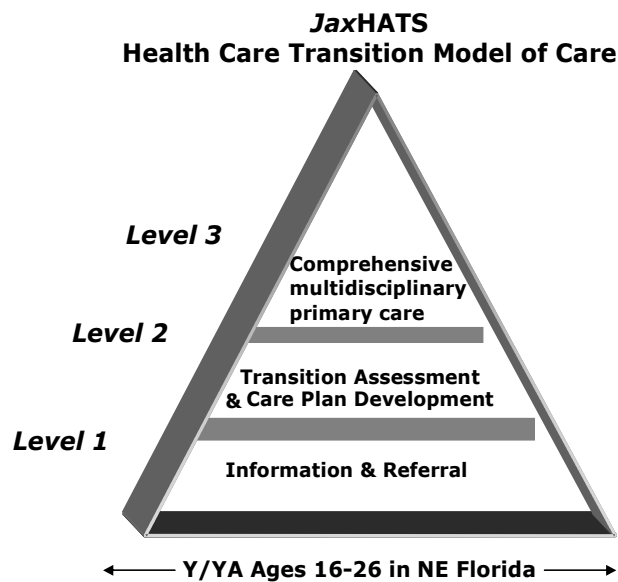 JaxHATS
Health Care Transition Model of Care
Level 3
Comprehensive
multidisciplinary
primary care
Level 2
Transition Assessment
& Care Plan Development
Level 1
Information & Referral
Y/YA Ages 16-26 in NE Florida